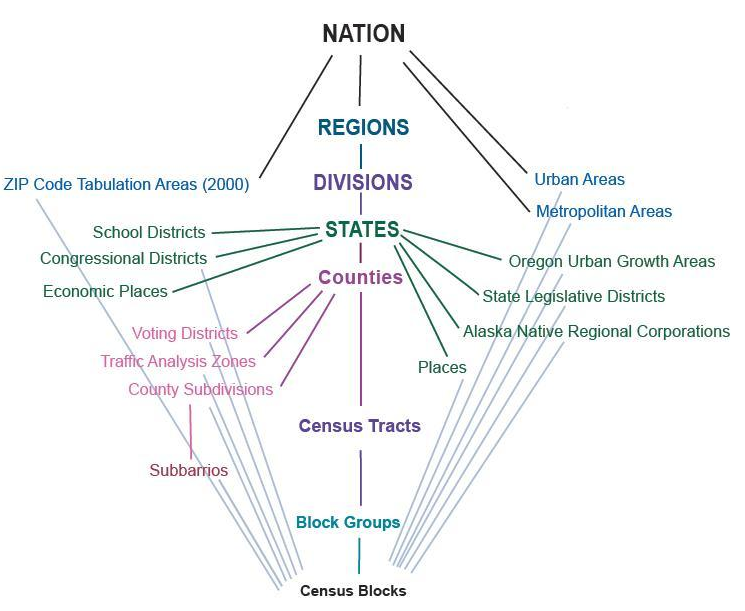 NATION
REGIONS
DIVISIONS
ZIP Code Tabulation Areas (2000)
Urban Areas
Metropolitan Areas
STATES
School Districts
Congressional Districts
Economic Places
Oregon Urban Growth Areas
State Legislative Districts
Alaska Native Regional Corporations
Places
Counties
Voting Districts
Traffic Analysis Zones
County Subdivisions
Subbarrios
Census Tracts
Block Groups
Census Blocks